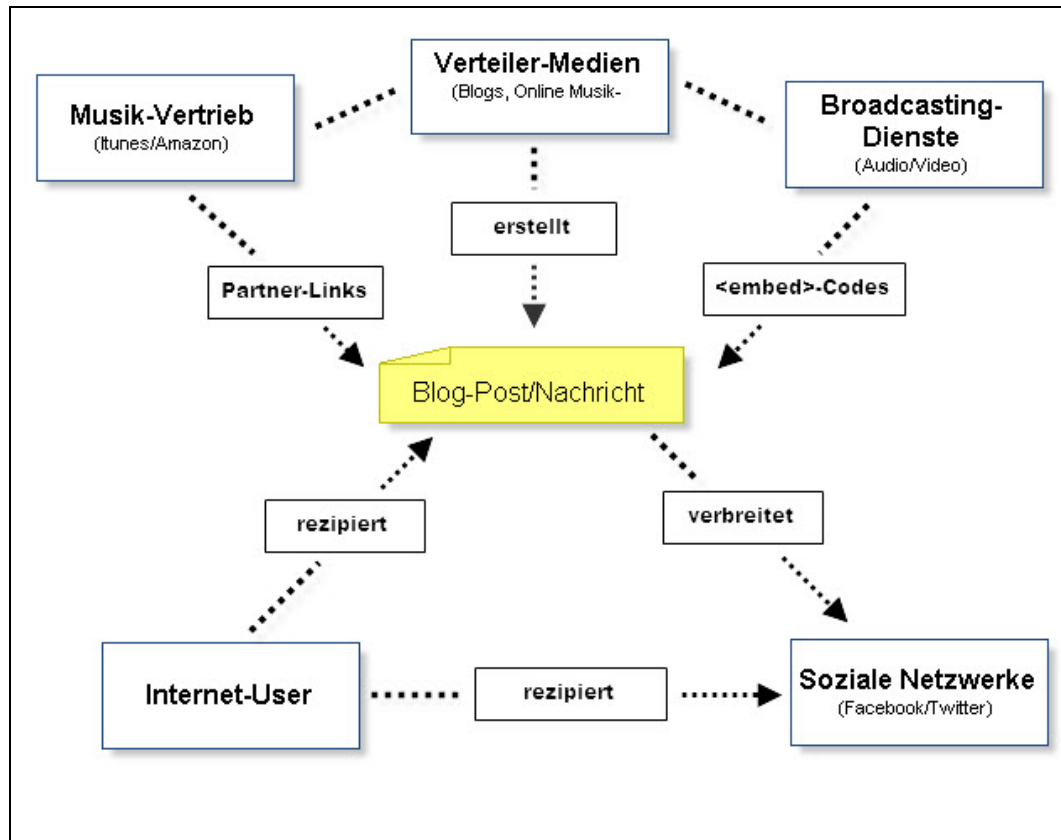 Verteiler-Medien
(Blogs, Online Musik-
Musik-Vertrieb
(Itunes/Amazon)
Broadcasting-
Dienste
(Audio/Video)
erstellt
Partner-Links
<embed>-Codes
Blog-Post/Nachricht
rezipiert
verbreitet
Internet-User
rezipiert
Soziale Netzwerke
(Facebook/Twitter)